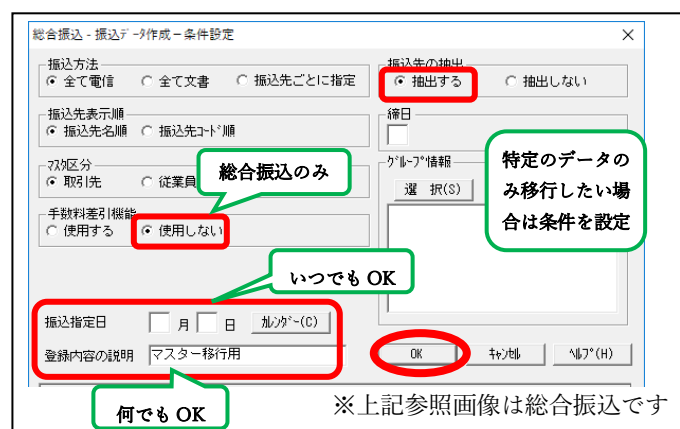 総合振込 - 振込ﾃﾞｰﾀ作成－条件設定
振込方法
全て電信 全て文書 振込先ごとに指定
振込先の抽出
抽出する 抽出しない
振込先表示順
振込先名順 振込先ｺｰﾄﾞ順
締日
ﾏｽﾀ区分
取引先 従業員
総合振込のみ
ｸﾞﾙｰﾌﾟ情報
選 択(S)
特定のデータの
み移行したい場
合は条件を設定
手数料差引機能
使用する 使用しない
いつでも OK
振込指定日 月 日 ｶﾚﾝﾀﾞｰ(C)
登録内容の説明 マスター移行用
OK ｷｬﾝｾﾙ ﾍﾙﾌﾟ(H)
何でも OK
※上記参照画像は総合振込です